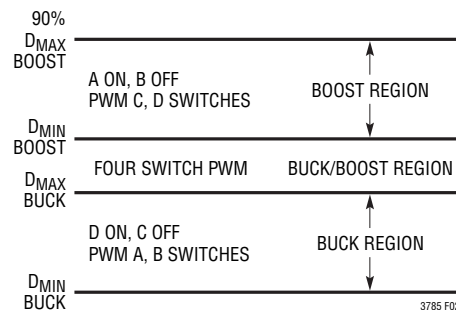 90%
DMAX
BOOST
A ON, B OFF
PWM C, D SWITCHES
BOOST REGION
DMIN
BOOST
FOUR SWITCH PWM
BUCK/BOOST REGION
DMAX
BUCK
D ON, C OFF
PWM A, B SWITCHES
BUCK REGION
DMIN
BUCK